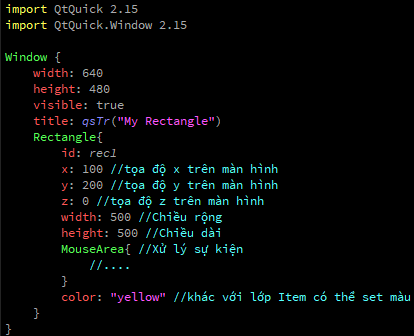 import QtQuick 2.15
import QtQuick.Window 2.15
Window {
width: 640
height: 480
visible: true
title: qsTr("My Rectangle")
Rectangle{
id: rec1
x: 100 //tọa độ x trên màn hình
y: 200 //tọa độ y trên màn hình
z: 0 //tọa độ z trên màn hình
width: 500 //Chiều rộng
height: 500 //Chiều dài
MouseArea{ //Xử lý sự kiện
//....
}
color: "yellow" //khác với lớp Item có thể set màu
}
}